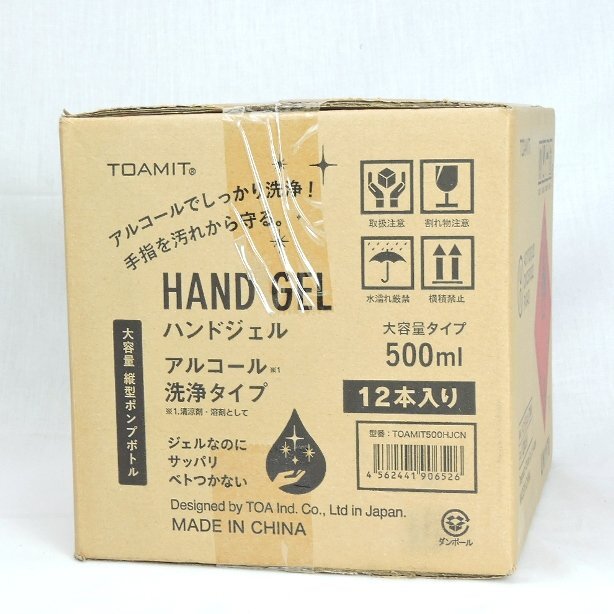 TOAMIT®
アルコールでしっかり洗浄！
手指を汚れから守る。
HAND GEL
ハンドジェル
大容量 縦型ポンプボトル
アルコール※1
洗浄タイプ
※1.清涼剤・溶剤として
ジェルなのに
サッパリ
ベトつかない
取扱注意
割れ物注意
水濡れ厳禁
横積禁止
大容量タイプ
500ml
12本入り
型番：TOAMIT500HJCN
4 562441 906526
Designed by TOA Ind. Co., Ltd in Japan.
MADE IN CHINA
ダンボール